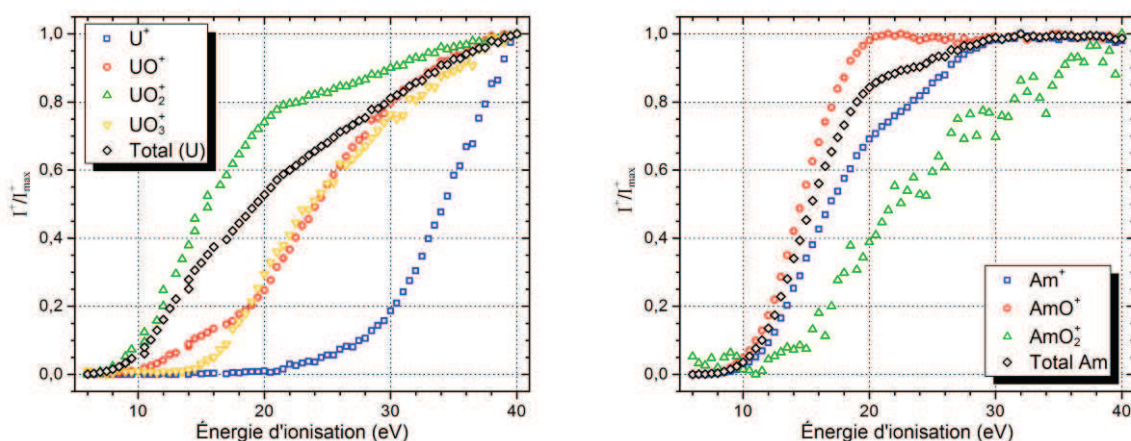 1,0
0,8
0,6
0,4
0,2
0,0
I⁺/I⁺max
U⁺
UO⁺
UO₂⁺
UO₃⁺
Total (U)
10 20 30 40
Énergie d'ionisation (eV)
1,0
0,8
0,6
0,4
0,2
0,0
I⁺/I⁺max
Am⁺
AmO⁺
AmO₂⁺
Total Am
10 20 30 40
Énergie d'ionisation (eV)